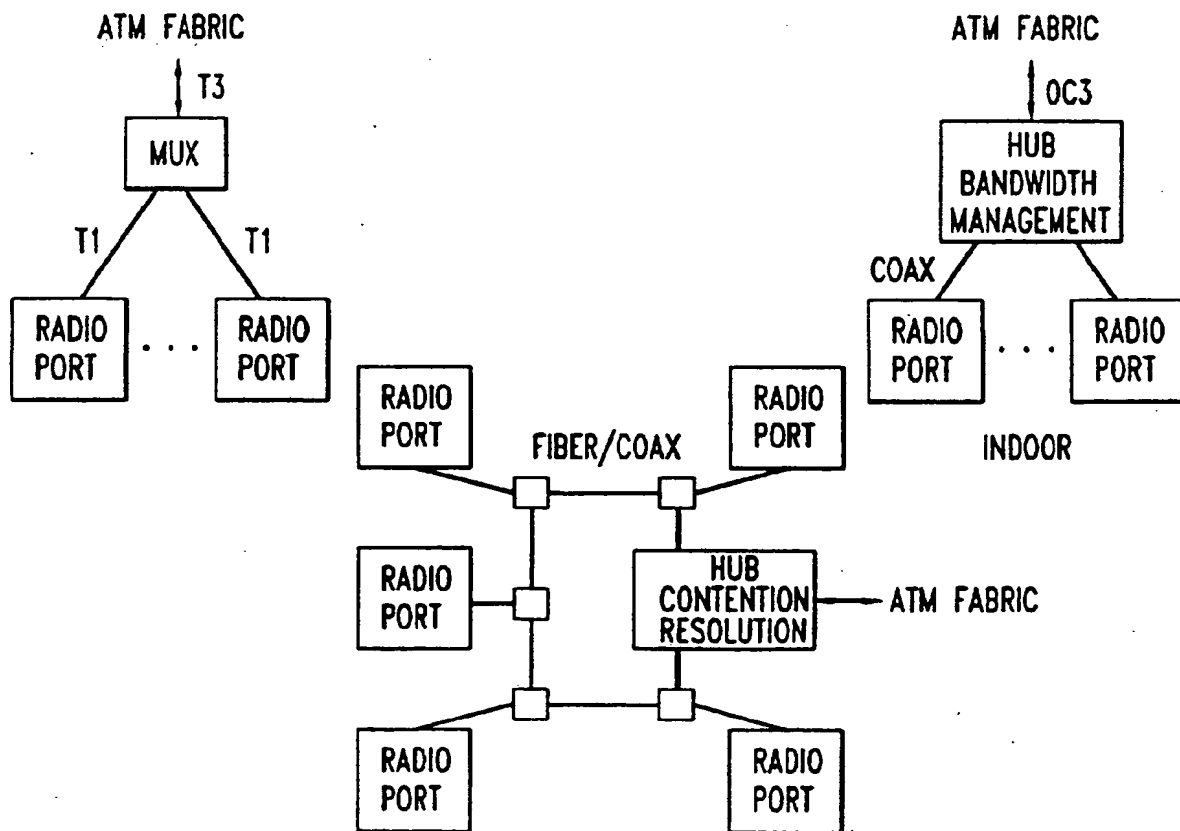 ATM FABRIC
T3
MUX
T1
T1
RADIO
PORT
. . .
RADIO
PORT
ATM FABRIC
OC3
HUB
BANDWIDTH
MANAGEMENT
COAX
RADIO
PORT
. . .
RADIO
PORT
INDOOR
RADIO
PORT
FIBER/COAX
RADIO
PORT
RADIO
PORT
HUB
CONTENTION
RESOLUTION
ATM FABRIC
RADIO
PORT
RADIO
PORT